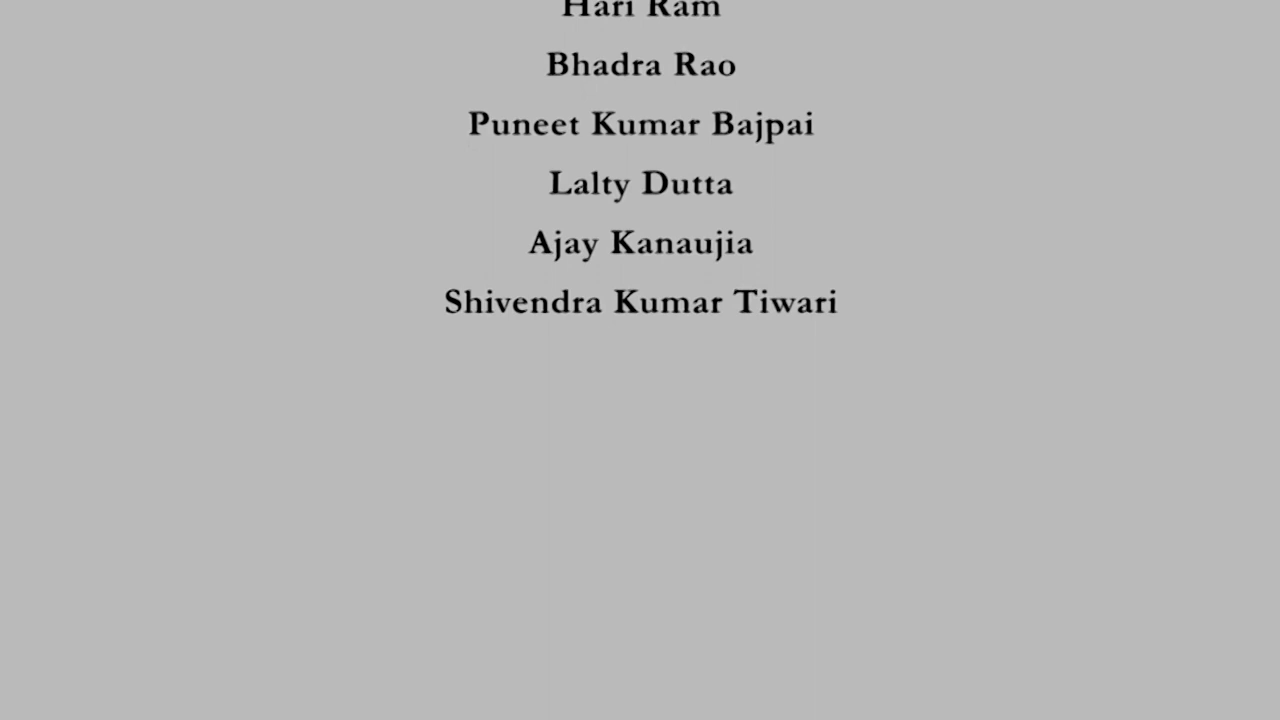 Hari Ram
Bhadra Rao
Puneet Kumar Bajpai
Lalty Dutta
Ajay Kanaujia
Shivendra Kumar Tiwari